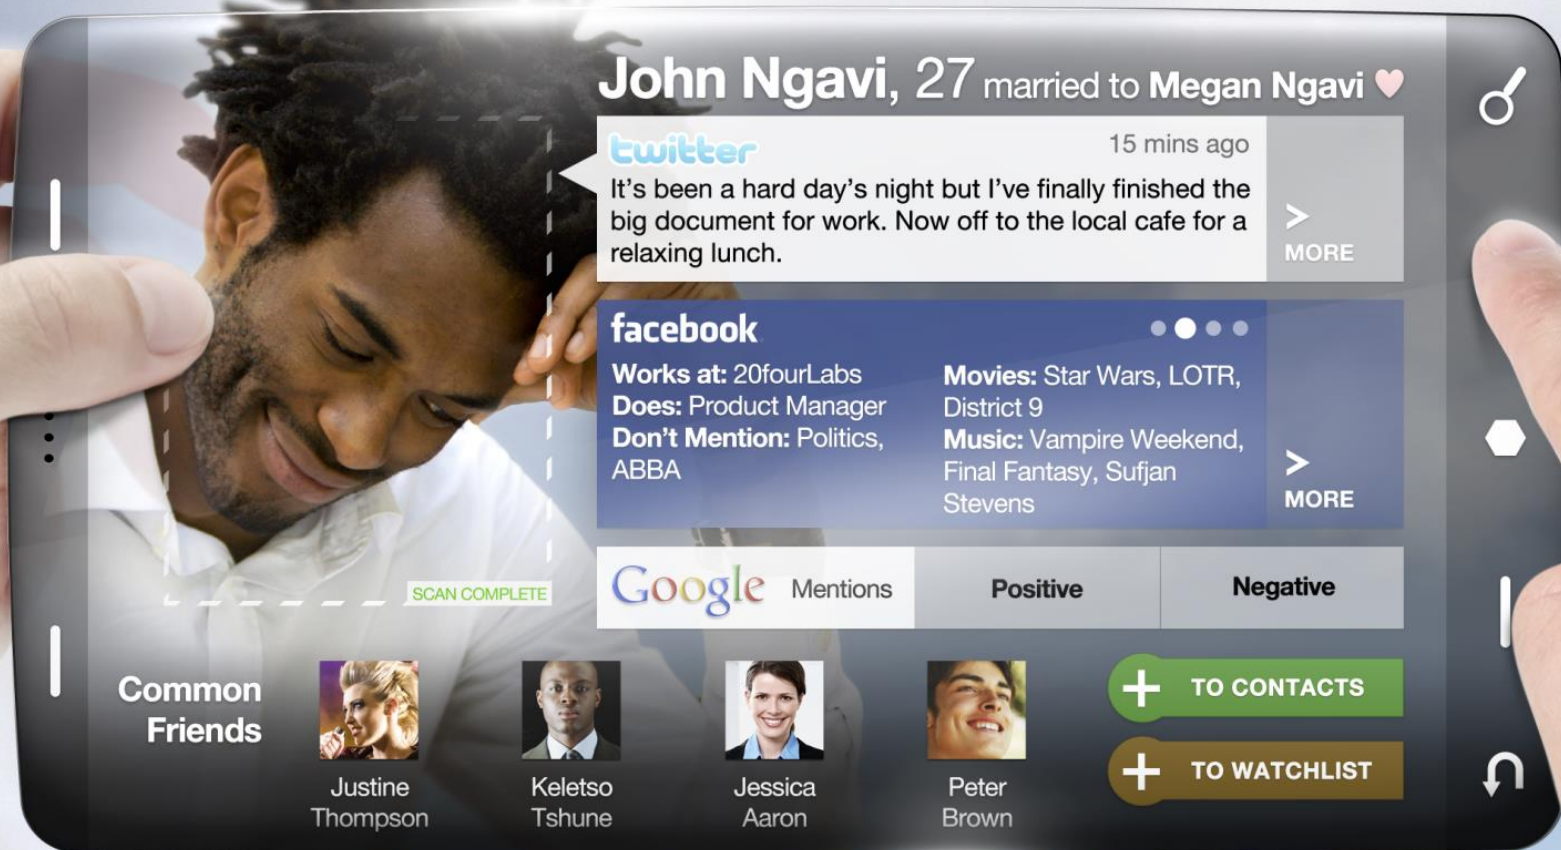 John Ngavi, 27 married to Megan Ngavi
twitter
15 mins ago
It's been a hard day's night but I've finally finished the
big document for work. Now off to the local cafe for a
relaxing lunch.
>
MORE
facebook
Works at: 20fourLabs
Does: Product Manager
Don't Mention: Politics,
ABBA
Movies: Star Wars, LOTR,
District 9
Music: Vampire Weekend,
Final Fantasy, Sufjan
Stevens
>
MORE
SCAN COMPLETE
Google Mentions
Positive
Negative
Common
Friends
Justine
Thompson
Keletso
Tshune
Jessica
Aaron
Peter
Brown
+ TO CONTACTS
+ TO WATCHLIST